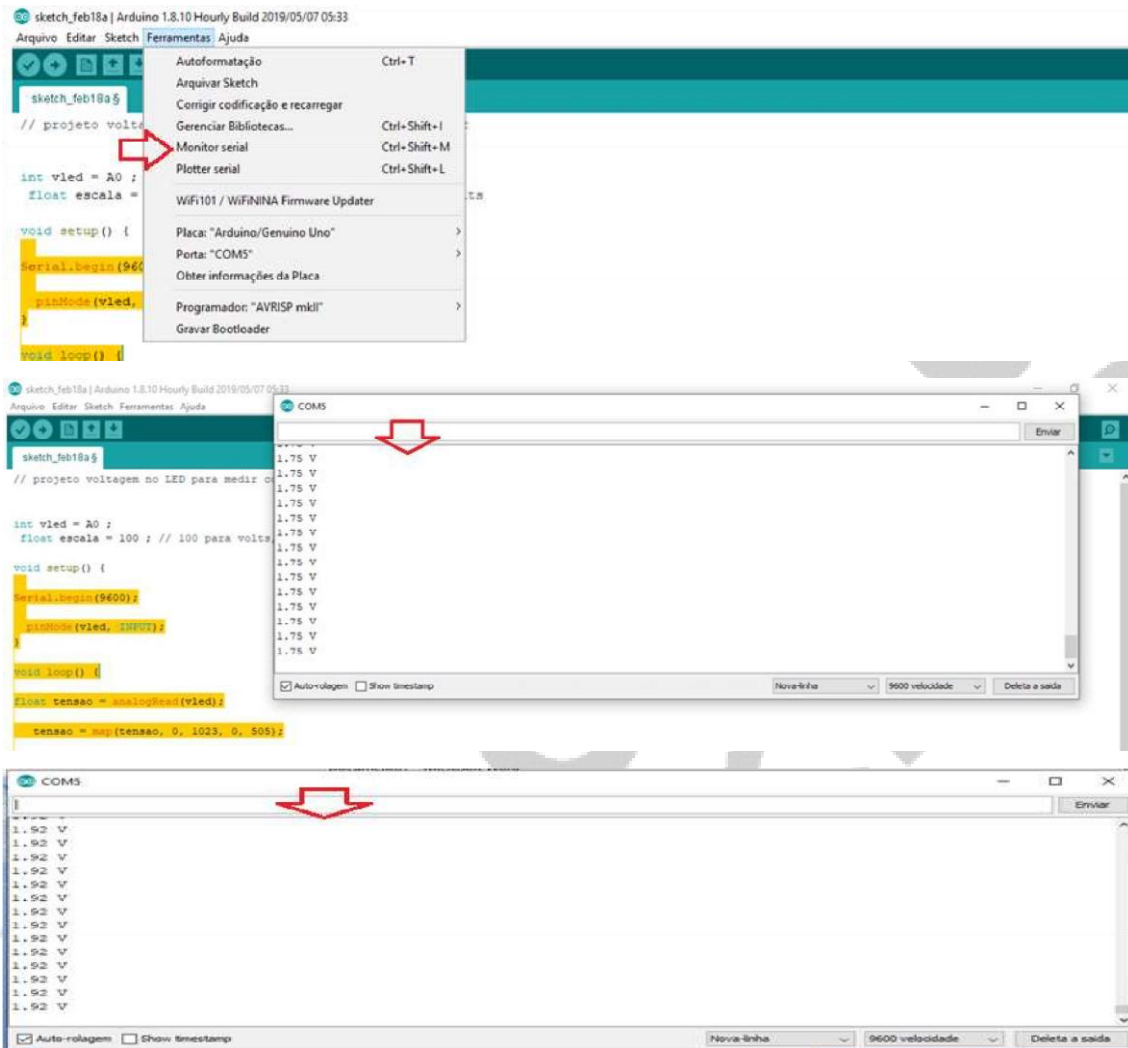 sketch_feb18a | Arduino 1.8.10 Hourly Build 2019/05/07 05:33
Arquivo Editar Sketch Ferramentas Ajuda
Autoformatação Ctrl+T
Arquivar Sketch
sketch_feb18a§
Corrigir codificação e recarregar
// projeto volta
Gerenciar Bibliotecas... Ctrl+Shift+I
Monitor serial Ctrl+Shift+M
Plotter serial Ctrl+Shift+L
int vled = A0 ;
float escala =
WiFi101 / WiFiNINA Firmware Updater
void setup() {
Placa: "Arduino/Genuino Uno"
Porta: "COM5"
Serial.begin(960
Obter informações da Placa
pinMode(vled,
Programador: "AVRISP mkII"
}
Gravar Bootloader
void loop() {
sketch_feb18a | Arduino 1.8.10 Hourly Build 2019/05/07 05:33
Arquivo Editar Sketch Ferramentas Ajuda
sketch_feb18a§
// projeto voltagem no LED para medir
int vled = A0 ;
float escala = 100 ; // 100 para volts
void setup() {
Serial.begin(9600);
pinMode(vled, INPUT);
}
void loop() {
float tensao = analogRead(vled);
tensao = map(tensao, 0, 1023, 0, 505);
COM5
Enviar
1.75 V
1.75 V
1.75 V
1.75 V
1.75 V
1.75 V
1.75 V
1.75 V
1.75 V
1.75 V
1.75 V
1.75 V
1.75 V
1.75 V
Auto-rolagem Show timestamp Nova-linha 9600 velocidade Deleta a saida
COM5
Enviar
1.92 V
1.92 V
1.92 V
1.92 V
1.92 V
1.92 V
1.92 V
1.92 V
1.92 V
1.92 V
1.92 V
1.92 V
1.92 V
1.92 V
Auto-rolagem Show timestamp Nova-linha 9600 velocidade Deleta a saida